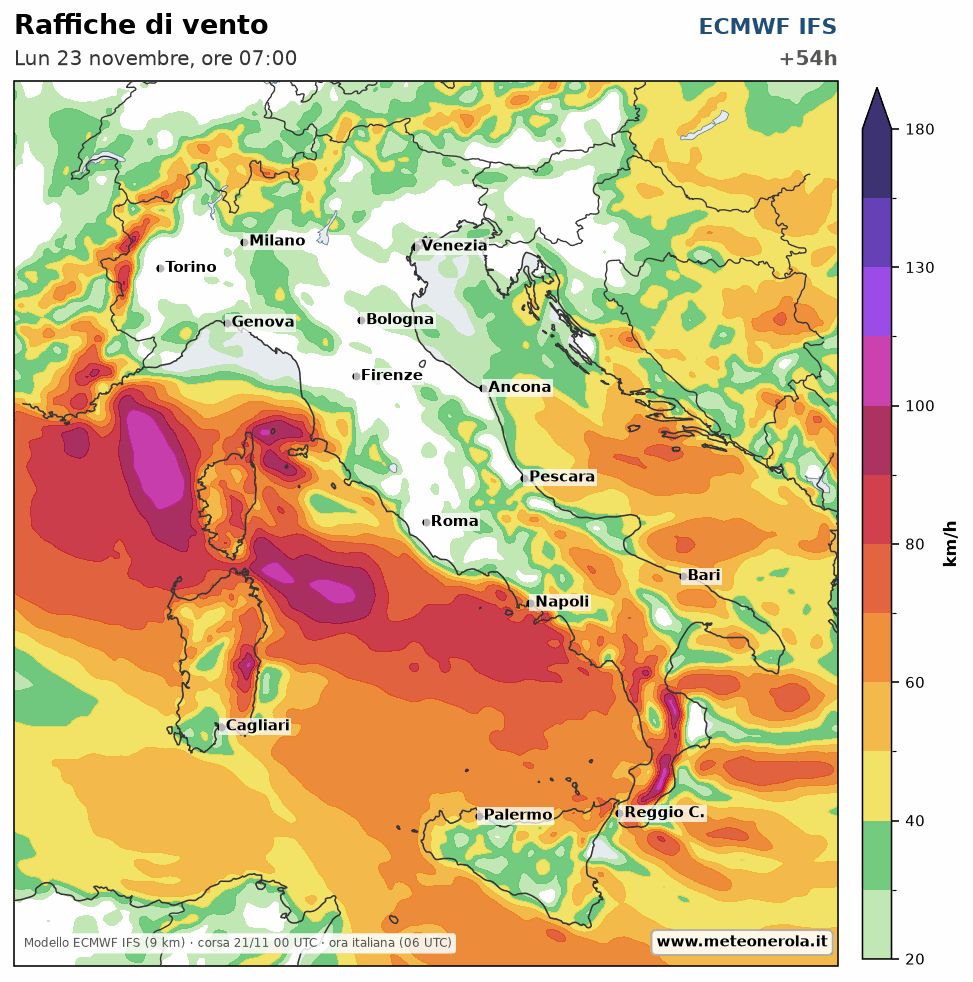 Raffiche di vento
ECMWF IFS
Lun 23 novembre, ore 07:00
+54h
Milano
Venezia
Torino
Genova
Bologna
Firenze
Ancona
Pescara
Roma
Bari
Napoli
Cagliari
Palermo
Reggio C.
180
130
100
80
60
40
20
km/h
Modello ECMWF IFS (9 km) · corsa 21/11 00 UTC · ora italiana (06 UTC)
www.meteonerola.it